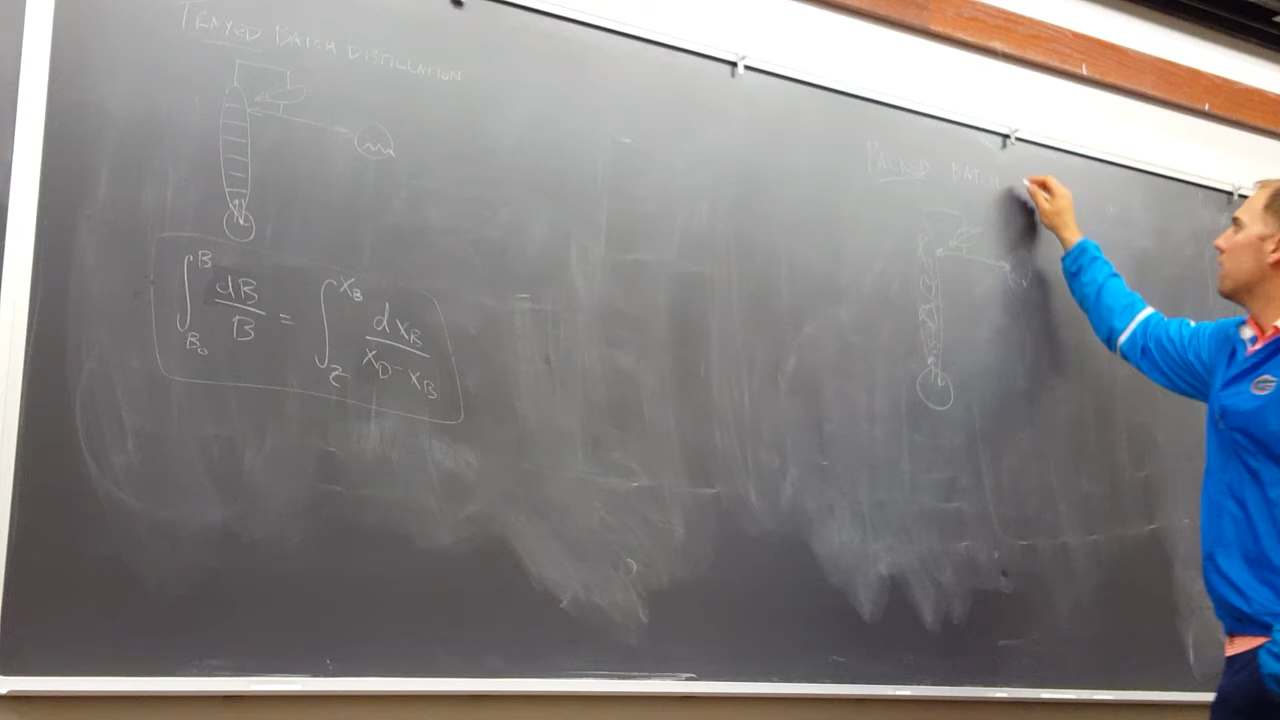 TRAYED BATCH DISTILLATION
∫_{B₀}^{B} dB/B = ∫_{z}^{x_B} dx_B/(x_D - x_B)
PACKED BATCH